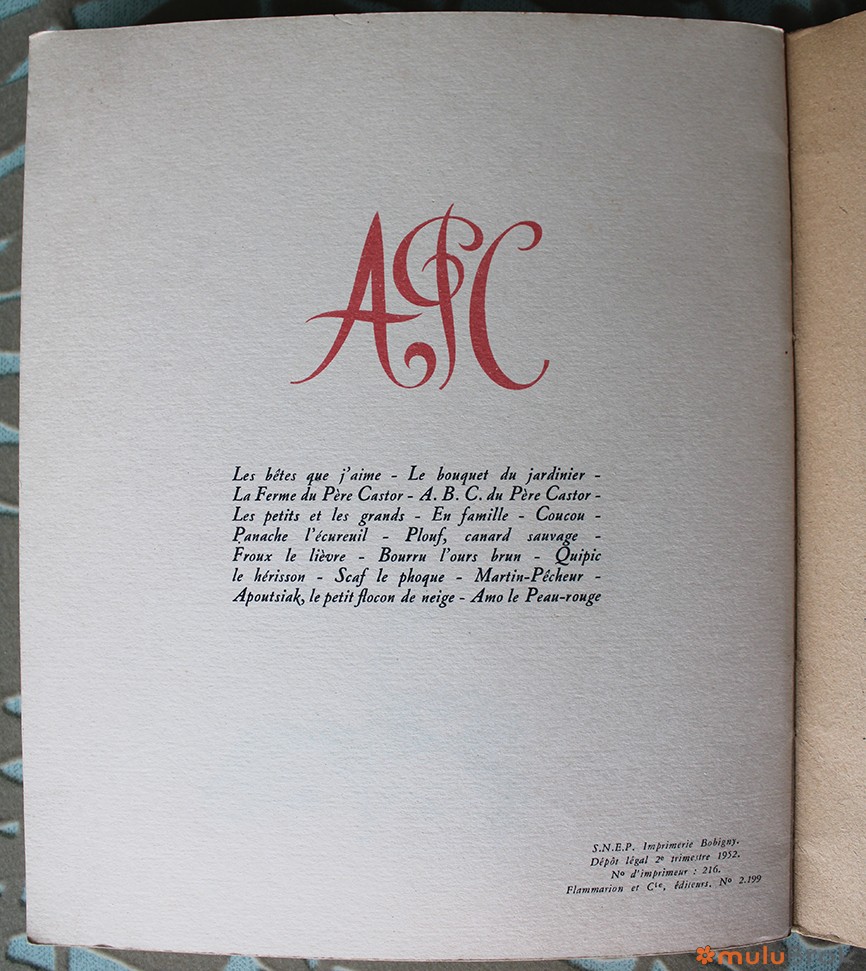 APC
Les bêtes que j'aime - Le bouquet du jardinier -
La Ferme du Père Castor - A. B. C. du Père Castor -
Les petits et les grands - En famille - Coucou -
Panache l'écureuil - Plouf, canard sauvage -
Froux le lièvre - Bourru l'ours brun - Quipic
le hérisson - Scaf le phoque - Martin-Pêcheur -
Apoutsiak, le petit flocon de neige - Amo le Peau-rouge
S.N.E.P. Imprimerie Bobigny.
Dépôt légal 2e trimestre 1952.
No d'imprimeur : 216.
Flammarion et Cie, éditeurs. No 2.199